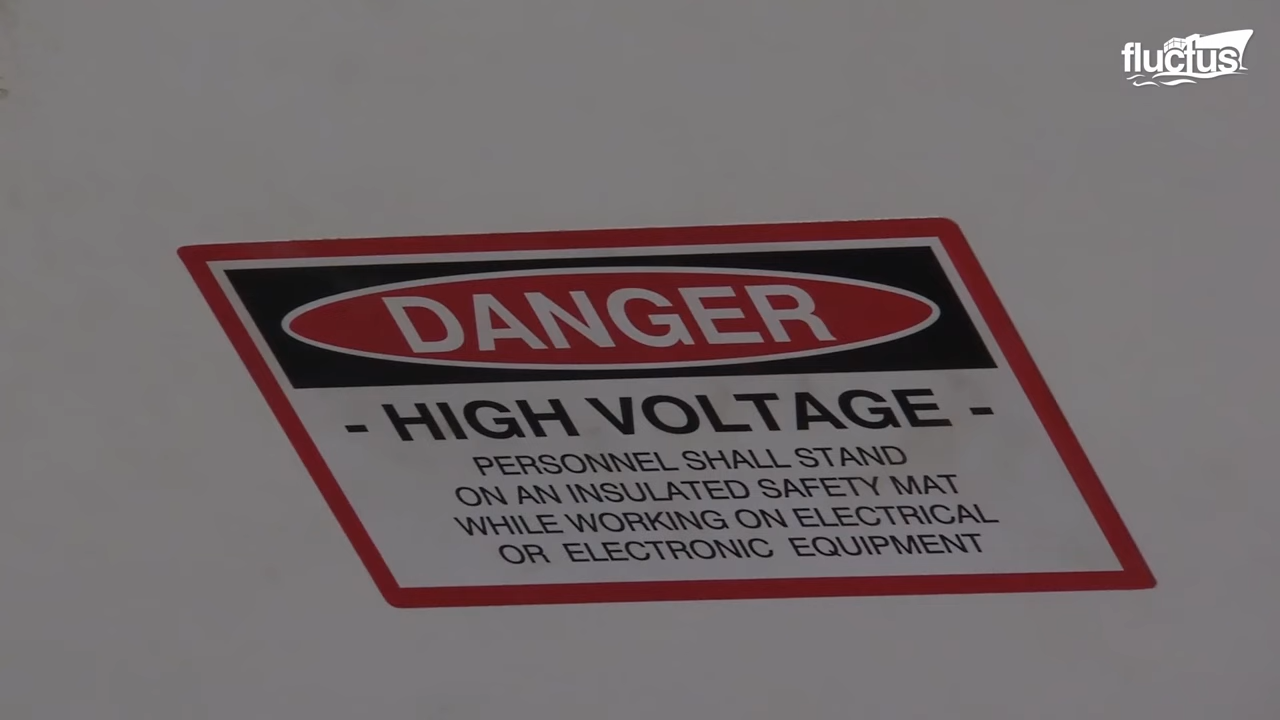 fluctus
DANGER
- HIGH VOLTAGE -
PERSONNEL SHALL STAND
ON AN INSULATED SAFETY MAT
WHILE WORKING ON ELECTRICAL
OR ELECTRONIC EQUIPMENT